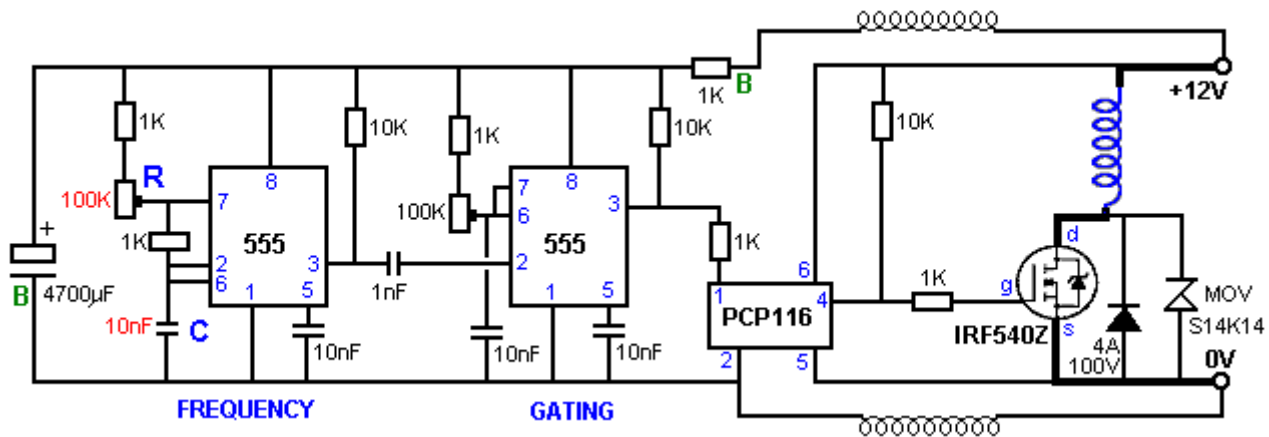 1K
B
+12V
1K
10K
1K
10K
10K
R
100K
7
8
1K
555
2
6
3
1
5
10nF
C
10nF
+
B
4700µF
1nF
100K
7
6
8
3
555
2
1
5
10nF
10nF
1K
1
6
PCP116
4
2
5
1K
d
g
s
IRF540Z
4A
100V
MOV
S14K14
0V
FREQUENCY
GATING